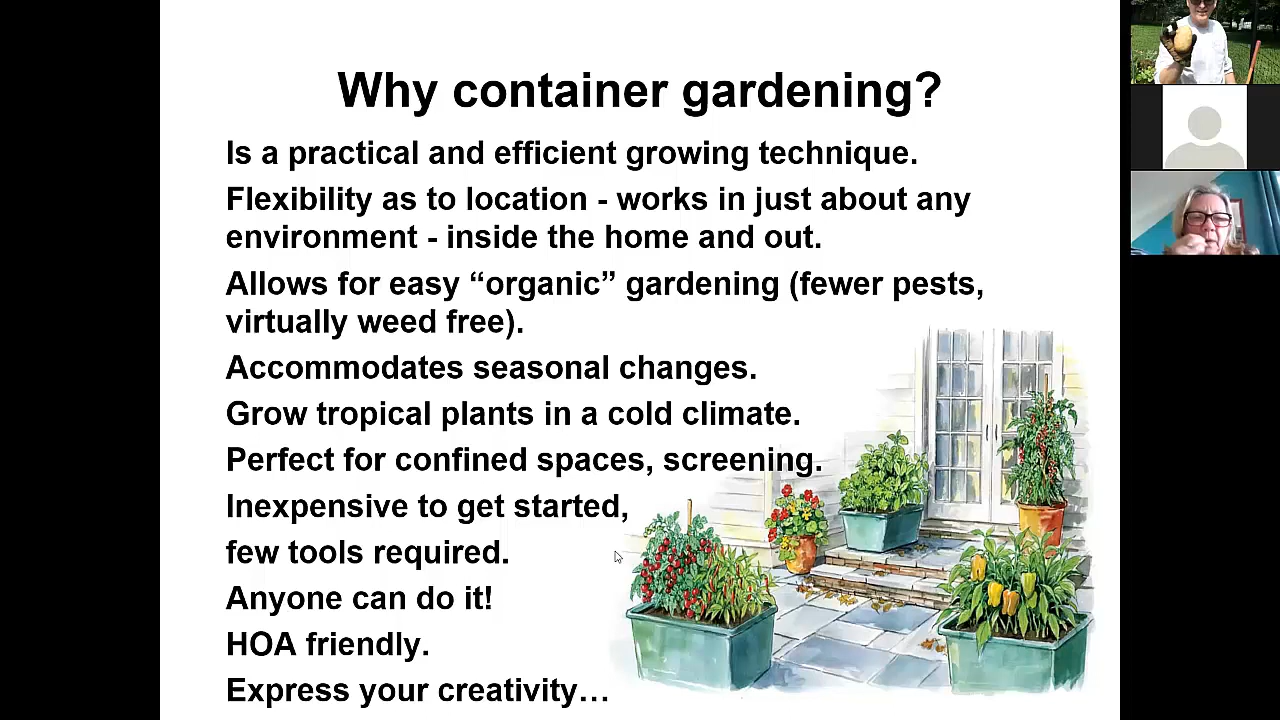 Why container gardening?
Is a practical and efficient growing technique.
Flexibility as to location - works in just about any
environment - inside the home and out.
Allows for easy “organic” gardening (fewer pests,
virtually weed free).
Accommodates seasonal changes.
Grow tropical plants in a cold climate.
Perfect for confined spaces, screening.
Inexpensive to get started,
few tools required.
Anyone can do it!
HOA friendly.
Express your creativity…